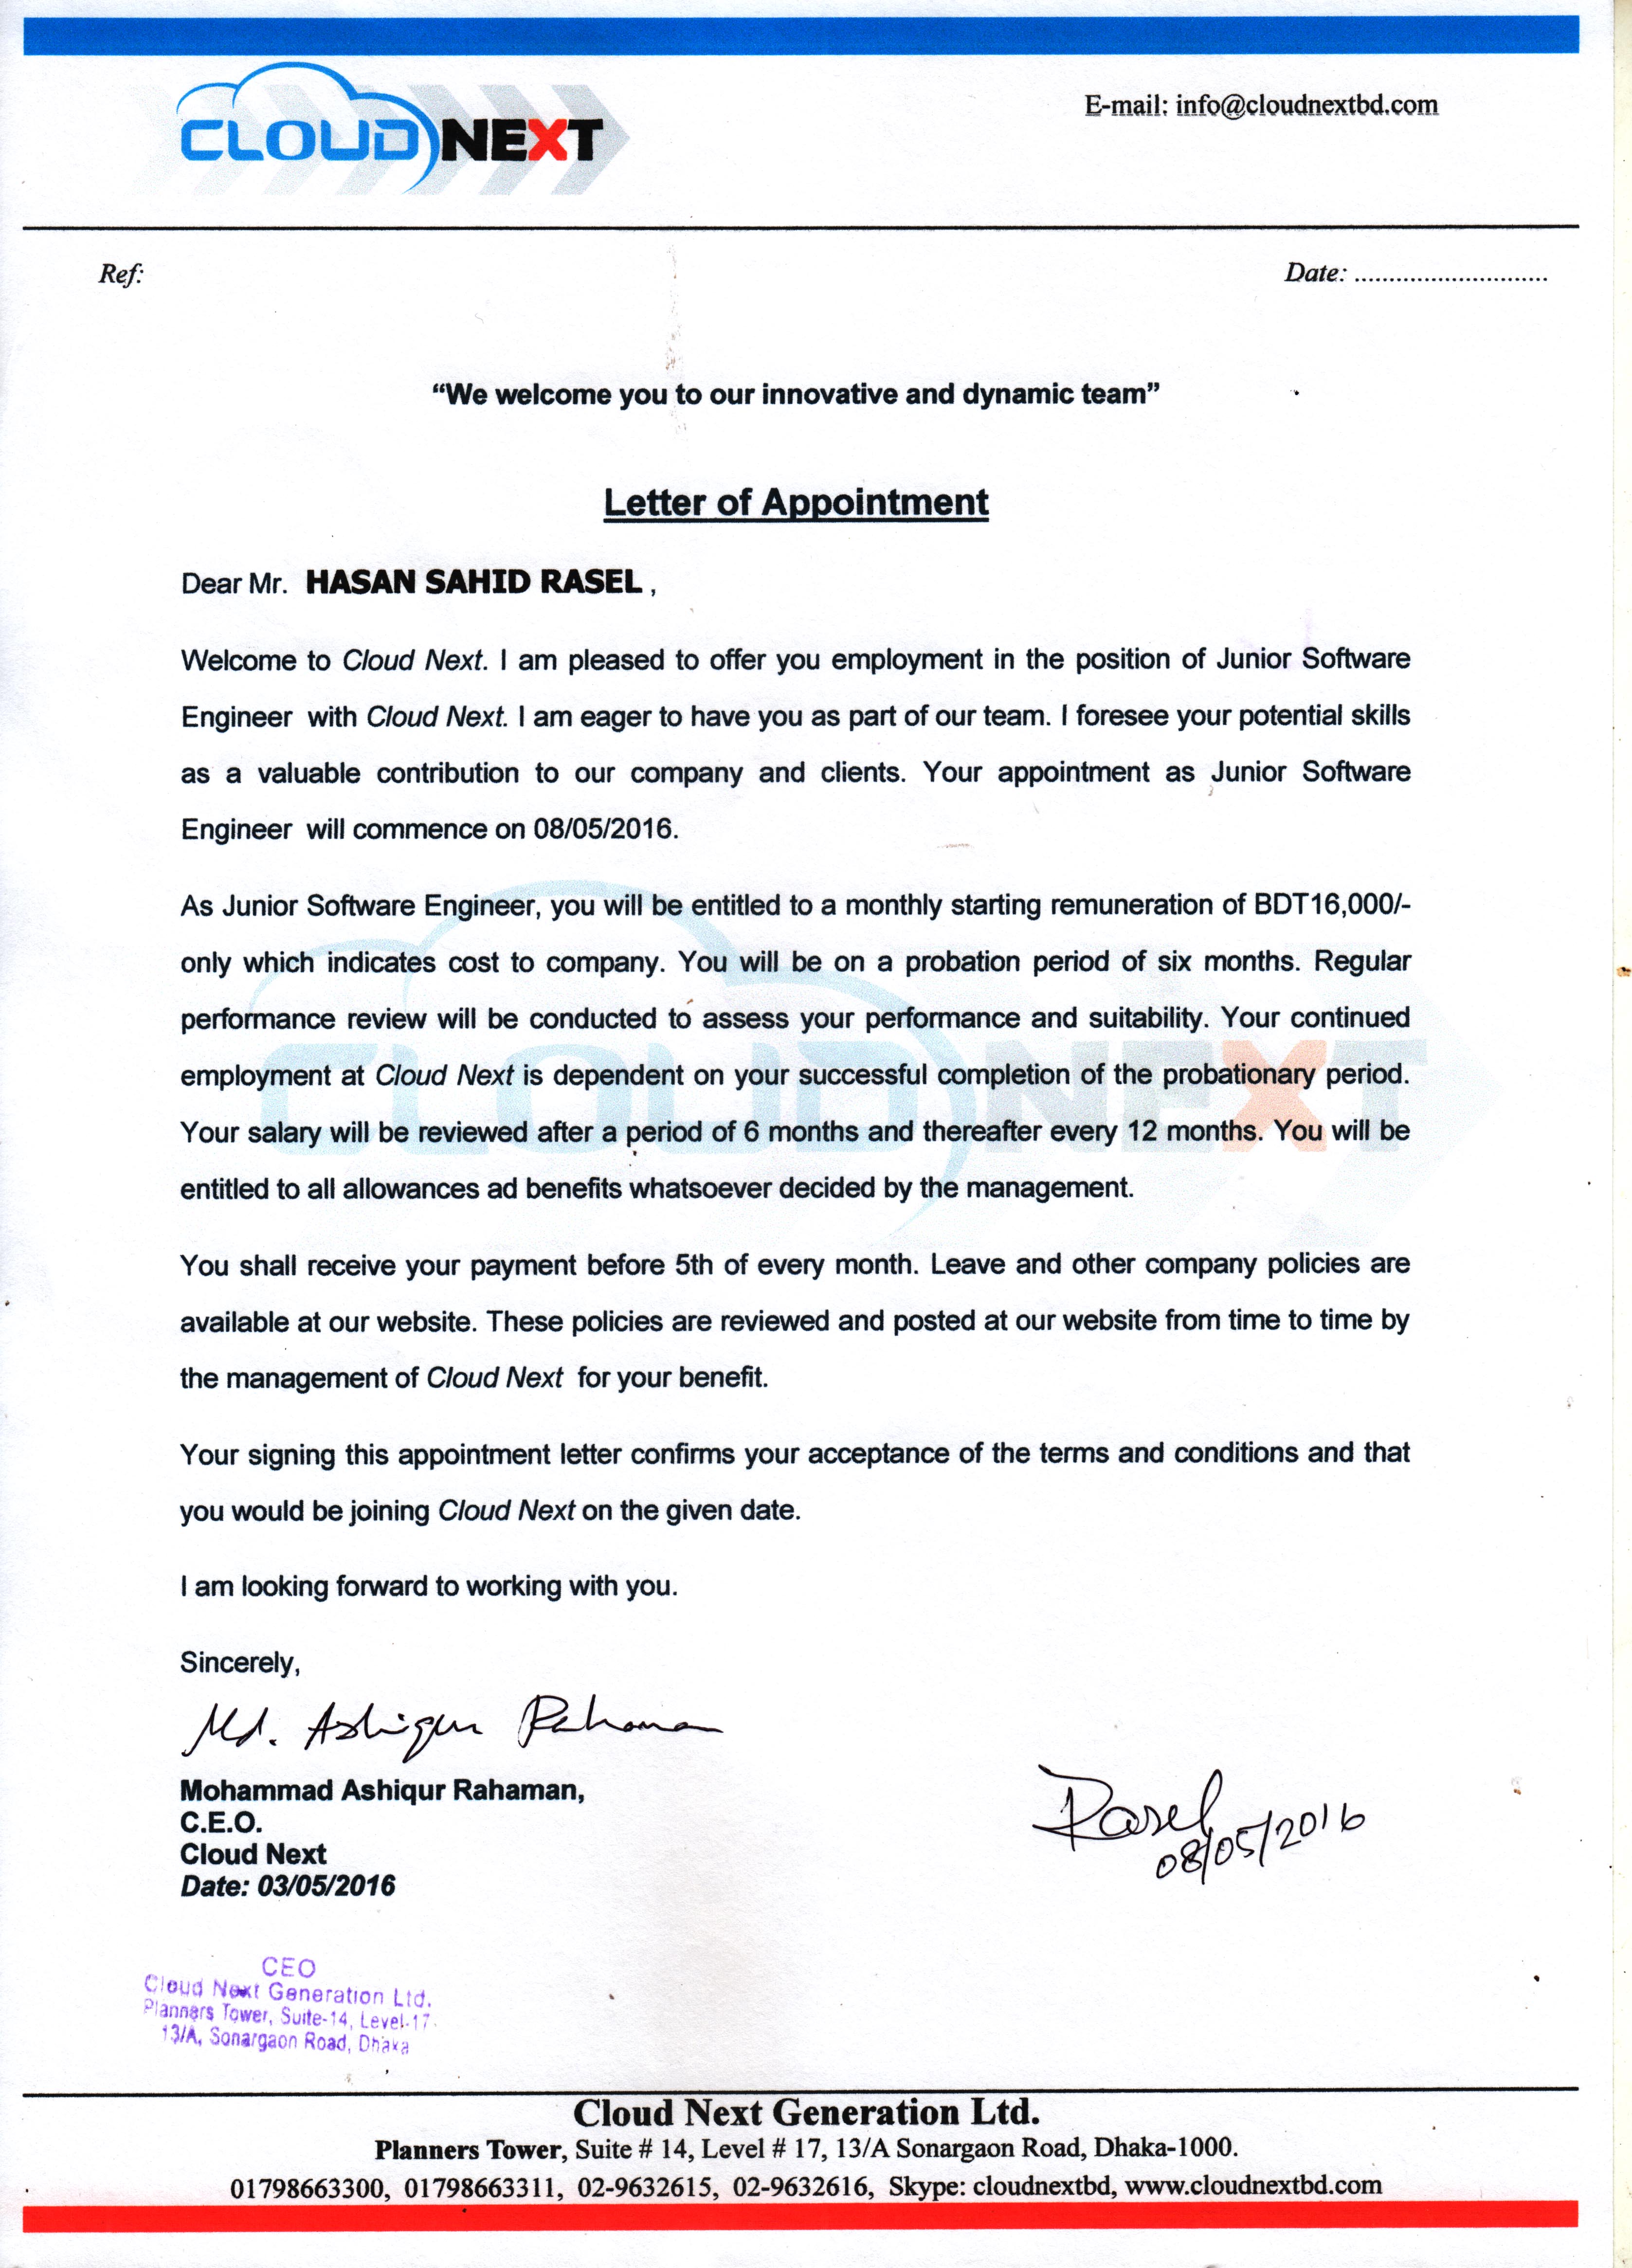 CLOUD NEXT
E-mail: info@cloudnextbd.com
Ref:
Date: ............................
“We welcome you to our innovative and dynamic team”
Letter of Appointment
Dear Mr. HASAN SAHID RASEL ,
Welcome to Cloud Next. I am pleased to offer you employment in the position of Junior Software
Engineer with Cloud Next. I am eager to have you as part of our team. I foresee your potential skills
as a valuable contribution to our company and clients. Your appointment as Junior Software
Engineer will commence on 08/05/2016.
As Junior Software Engineer, you will be entitled to a monthly starting remuneration of BDT16,000/-
only which indicates cost to company. You will be on a probation period of six months. Regular
performance review will be conducted to assess your performance and suitability. Your continued
employment at Cloud Next is dependent on your successful completion of the probationary period.
Your salary will be reviewed after a period of 6 months and thereafter every 12 months. You will be
entitled to all allowances ad benefits whatsoever decided by the management.
CLOUD NEXT
You shall receive your payment before 5th of every month. Leave and other company policies are
available at our website. These policies are reviewed and posted at our website from time to time by
the management of Cloud Next for your benefit.
Your signing this appointment letter confirms your acceptance of the terms and conditions and that
you would be joining Cloud Next on the given date.
I am looking forward to working with you.
Sincerely,
Md. Ashiqur Rahaman
Mohammad Ashiqur Rahaman,
C.E.O.
Cloud Next
Date: 03/05/2016
Rasel
08/05/2016
CEO
Cloud Next Generation Ltd.
Planners Tower, Suite-14, Level-17.
13/A, Sonargaon Road, Dhaka
Cloud Next Generation Ltd.
Planners Tower, Suite # 14, Level # 17, 13/A Sonargaon Road, Dhaka-1000.
01798663300, 01798663311, 02-9632615, 02-9632616, Skype: cloudnextbd, www.cloudnextbd.com